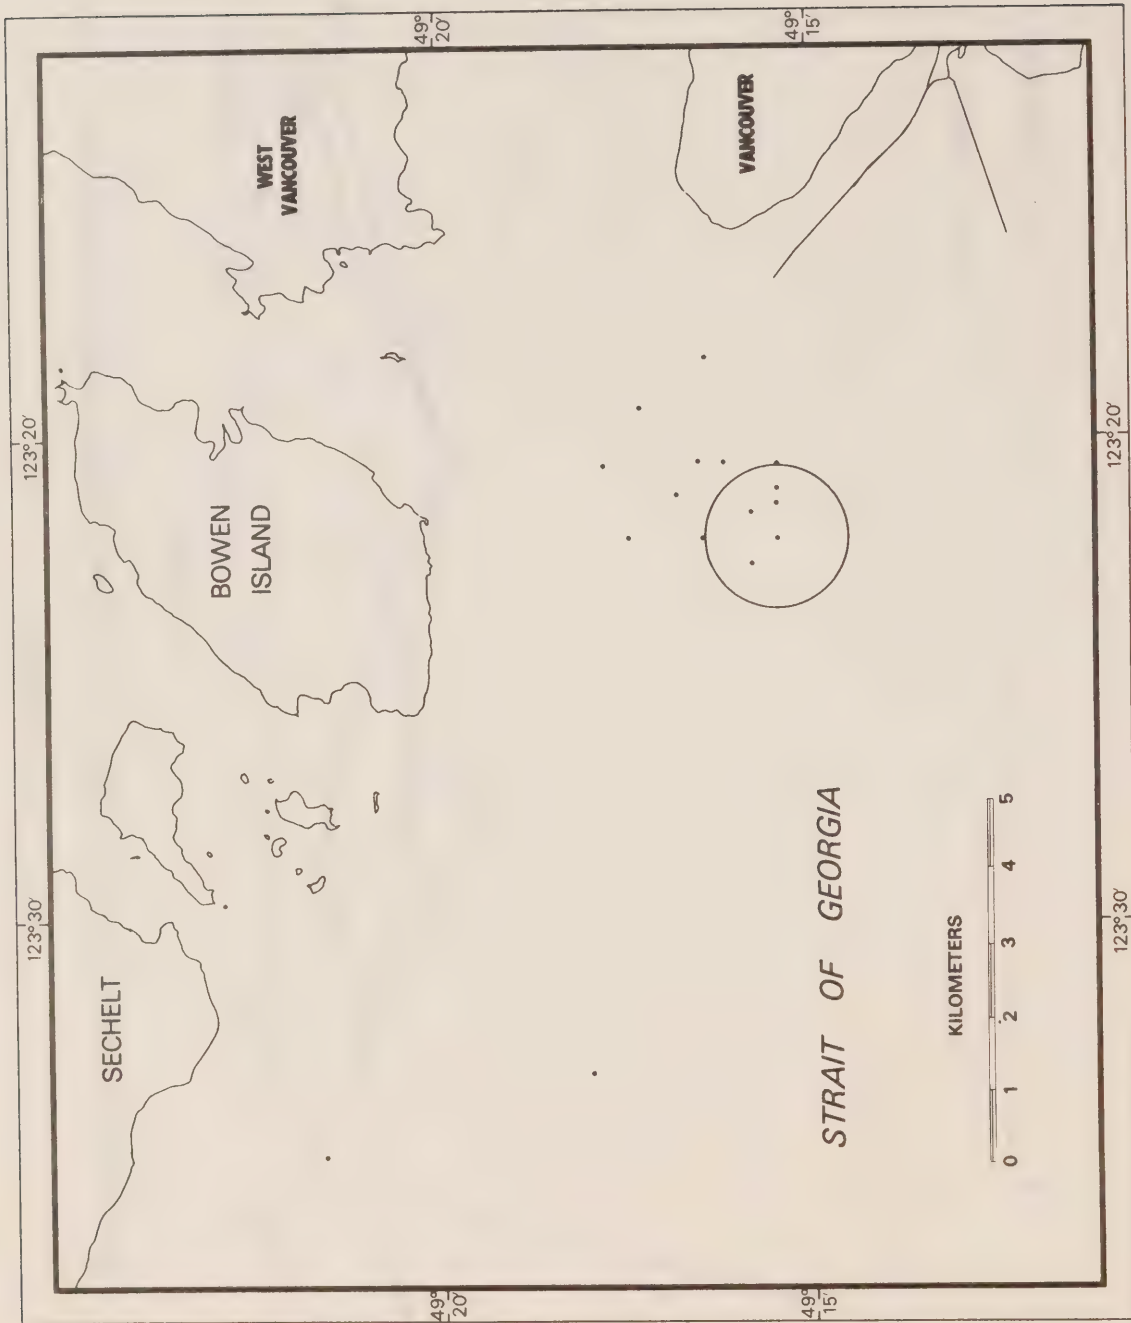 123° 30'
123° 20'
49°
20'
49°
15'
SECHELT
BOWEN
ISLAND
WEST
VANCOUVER
VANCOUVER
STRAIT OF GEORGIA
KILOMETERS
0 1 2 3 4 5
49°
20'
49°
15'
123° 30'
123° 20'